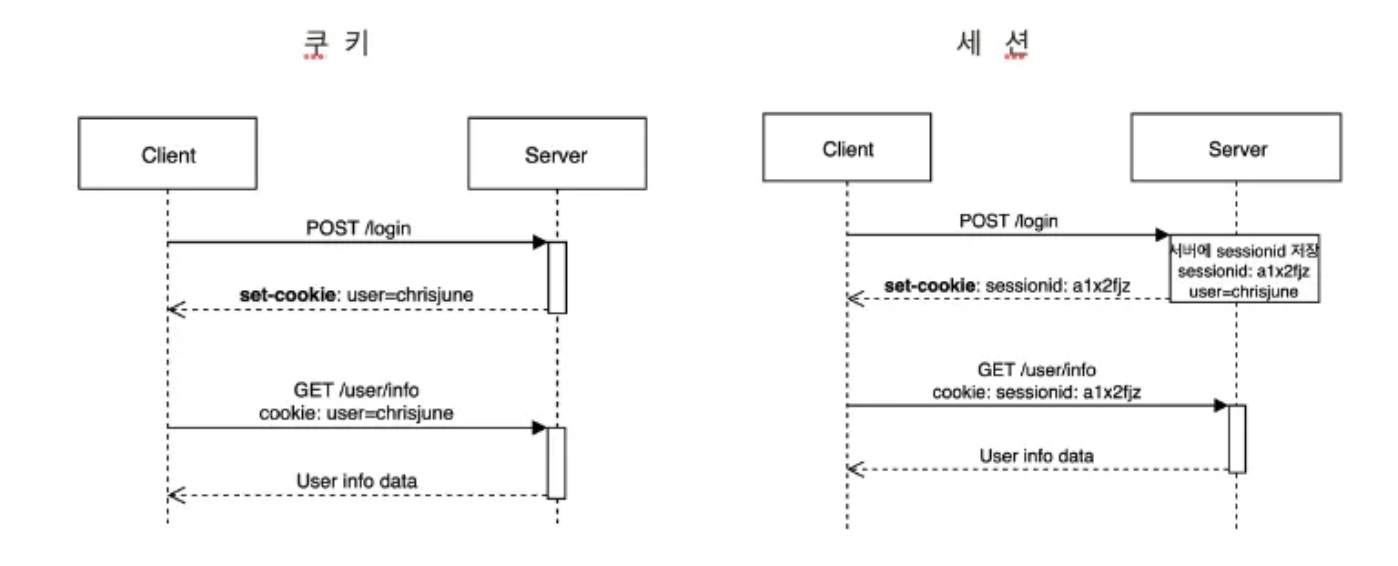 쿠 키
Client
Server
POST /login
set-cookie: user=chrisjune
GET /user/info
cookie: user=chrisjune
User info data
세 션
Client
Server
POST /login
서버에 sessionid 저장
sessionid: a1x2fjz
user=chrisjune
set-cookie: sessionid: a1x2fjz
GET /user/info
cookie: sessionid: a1x2fjz
User info data